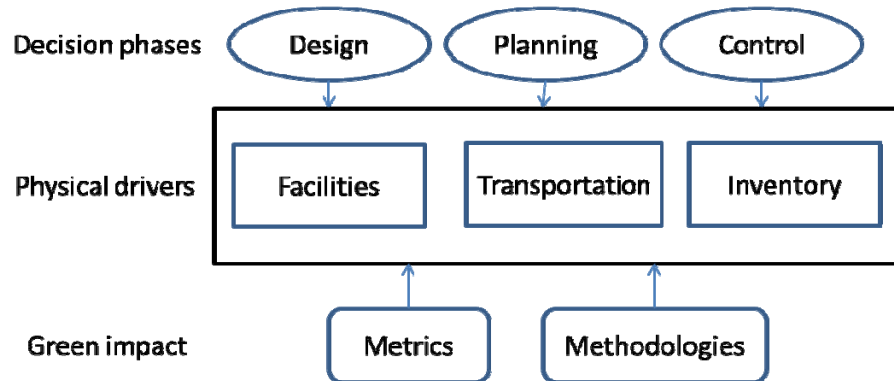 Decision phases Design Planning Control
Physical drivers Facilities Transportation Inventory
Green impact Metrics Methodologies